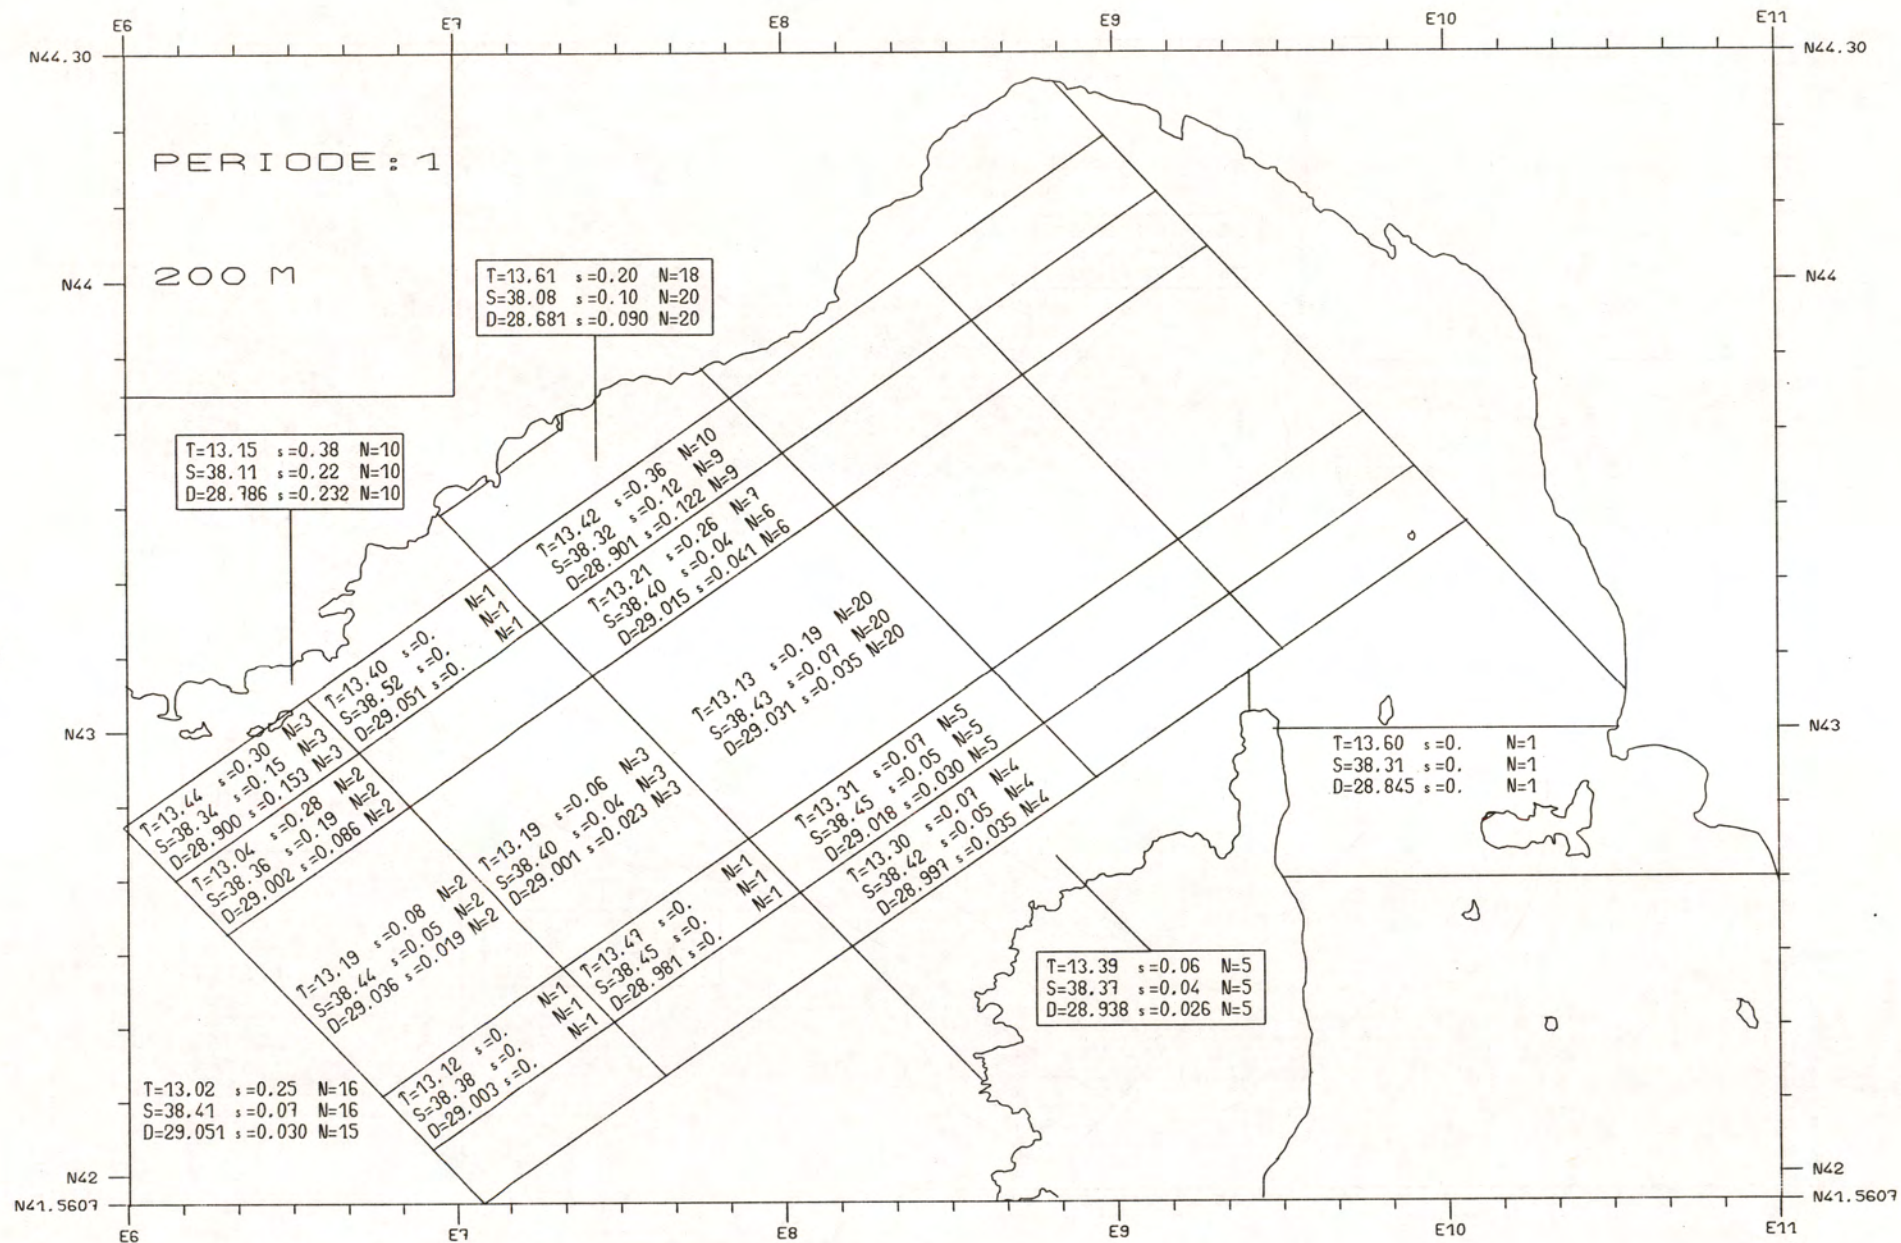 E6 E7 E8 E9 E10 E11
N44.30 N44.30
PERIODE: 1
200 M
N44 N44
T=13.61 s=0.20 N=18
S=38.08 s=0.10 N=20
D=28.681 s=0.090 N=20
T=13.15 s=0.38 N=10
S=38.11 s=0.22 N=10
D=28.786 s=0.232 N=10
T=13.42 s=0.36 N=10
S=38.32 s=0.12 N=9
D=28.901 s=0.122 N=9
T=13.21 s=0.26 N=7
S=38.40 s=0.04 N=6
D=29.015 s=0.041 N=6
T=13.40 s=0. N=1
S=38.52 s=0. N=1
D=29.051 s=0. N=1
T=13.13 s=0.19 N=20
S=38.43 s=0.07 N=20
D=29.031 s=0.035 N=20
N43 N43
T=13.44 s=0.30 N=3
S=38.34 s=0.15 N=3
D=28.900 s=0.153 N=3
T=13.04 s=0.28 N=2
S=38.36 s=0.19 N=2
D=29.002 s=0.086 N=2
T=13.19 s=0.06 N=3
S=38.40 s=0.04 N=3
D=29.001 s=0.023 N=3
T=13.31 s=0.07 N=5
S=38.45 s=0.05 N=5
D=29.018 s=0.030 N=5
T=13.30 s=0.07 N=4
S=38.42 s=0.05 N=4
D=28.997 s=0.035 N=4
T=13.60 s=0. N=1
S=38.31 s=0. N=1
D=28.845 s=0. N=1
T=13.19 s=0.08 N=2
S=38.44 s=0.05 N=2
D=29.036 s=0.019 N=2
T=13.47 s=0. N=1
S=38.45 s=0. N=1
D=28.981 s=0. N=1
T=13.39 s=0.06 N=5
S=38.37 s=0.04 N=5
D=28.938 s=0.026 N=5
T=13.12 s=0. N=1
S=38.38 s=0. N=1
D=29.003 s=0. N=1
T=13.02 s=0.25 N=16
S=38.41 s=0.07 N=16
D=29.051 s=0.030 N=15
N42 N42
N41.5607 N41.5607
E6 E7 E8 E9 E10 E11